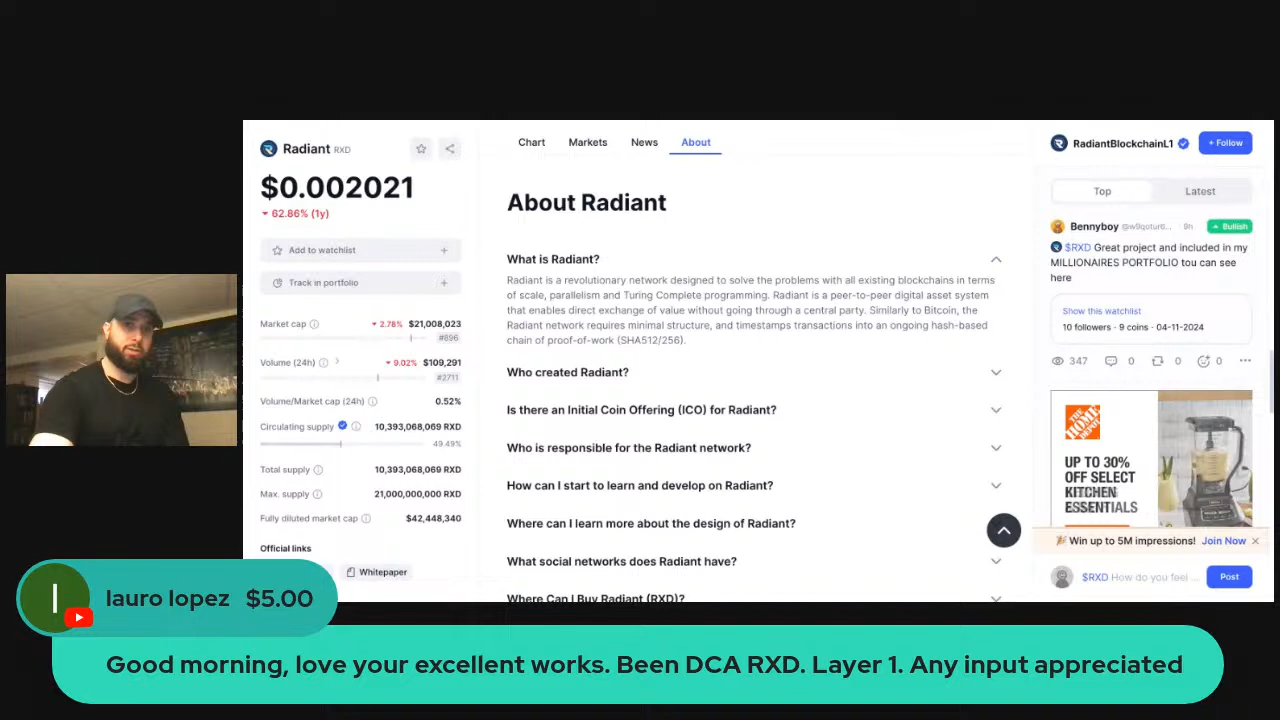 Radiant RXD
$0.002021
62.86% (1y)
Add to watchlist
Track in portfolio
Market cap 2.78% $21,008,023
#896
Volume (24h) 9.02% $109,291
#2711
Volume/Market cap (24h) 0.52%
Circulating supply 10,393,068,069 RXD
49.49%
Total supply 10,393,068,069 RXD
Max. supply 21,000,000,000 RXD
Fully diluted market cap $42,448,340
Official links
Whitepaper
Chart Markets News About
About Radiant
What is Radiant?
Radiant is a revolutionary network designed to solve the problems with all existing blockchains in terms
of scale, parallelism and Turing Complete programming. Radiant is a peer-to-peer digital asset system
that enables direct exchange of value without going through a central party. Similarly to Bitcoin, the
Radiant network requires minimal structure, and timestamps transactions into an ongoing hash-based
chain of proof-of-work (SHA512/256).
Who created Radiant?
Is there an Initial Coin Offering (ICO) for Radiant?
Who is responsible for the Radiant network?
How can I start to learn and develop on Radiant?
Where can I learn more about the design of Radiant?
What social networks does Radiant have?
Where Can I Buy Radiant (RXD)?
RadiantBlockchainL1 + Follow
Top Latest
Bennyboy · 9h Bullish
$RXD Great project and included in my
MILLIONAIRES PORTFOLIO tou can see
here
Show this watchlist
10 followers · 9 coins · 04-11-2024
347 0 0 0
THE HOME DEPOT
UP TO 30%
OFF SELECT
KITCHEN
ESSENTIALS
Win up to 5M impressions! Join Now
$RXD How do you feel ... Post
lauro lopez $5.00
Good morning, love your excellent works. Been DCA RXD. Layer 1. Any input appreciated